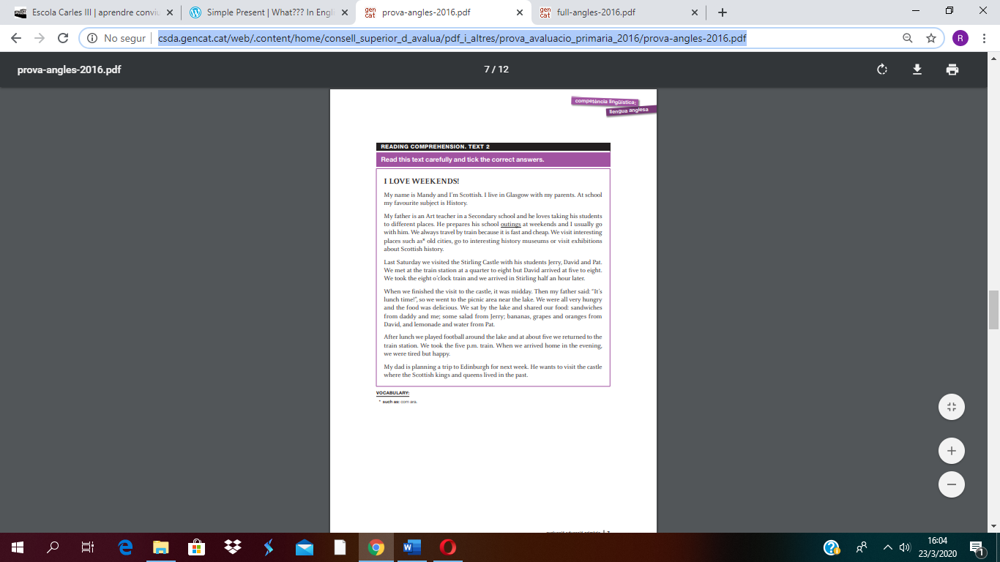 Escola Carles III | aprendre conviu
Simple Present | What??? In Engli
gen cat
prova-angles-2016.pdf
gen cat
full-angles-2016.pdf
No segur
csda.gencat.cat/web/.content/home/consell_superior_d_avalua/pdf_i_altres/prova_avaluacio_primaria_2016/prova-angles-2016.pdf
R
prova-angles-2016.pdf
7 / 12
competència lingüística:
llengua anglesa
READING COMPREHENSION. TEXT 2
Read this text carefully and tick the correct answers.
I LOVE WEEKENDS!
My name is Mandy and I'm Scottish. I live in Glasgow with my parents. At school
my favourite subject is History.
My father is an Art teacher in a Secondary school and he loves taking his students
to different places. He prepares his school outings at weekends and I usually go
with him. We always travel by train because it is fast and cheap. We visit interesting
places such as* old cities, go to interesting history museums or visit exhibitions
about Scottish history.
Last Saturday we visited the Stirling Castle with his students Jerry, David and Pat.
We met at the train station at a quarter to eight but David arrived at five to eight.
We took the eight o'clock train and we arrived in Stirling half an hour later.
When we finished the visit to the castle, it was midday. Then my father said: "It's
lunch time!", so we went to the picnic area near the lake. We were all very hungry
and the food was delicious. We sat by the lake and shared our food: sandwiches
from daddy and me; some salad from Jerry; bananas, grapes and oranges from
David, and lemonade and water from Pat.
After lunch we played football around the lake and at about five we returned to the
train station. We took the five p.m. train. When we arrived home in the evening,
we were tired but happy.
My dad is planning a trip to Edinburgh for next week. He wants to visit the castle
where the Scottish kings and queens lived in the past.
VOCABULARY:
* such as: com ara.
16:04
23/3/2020
1